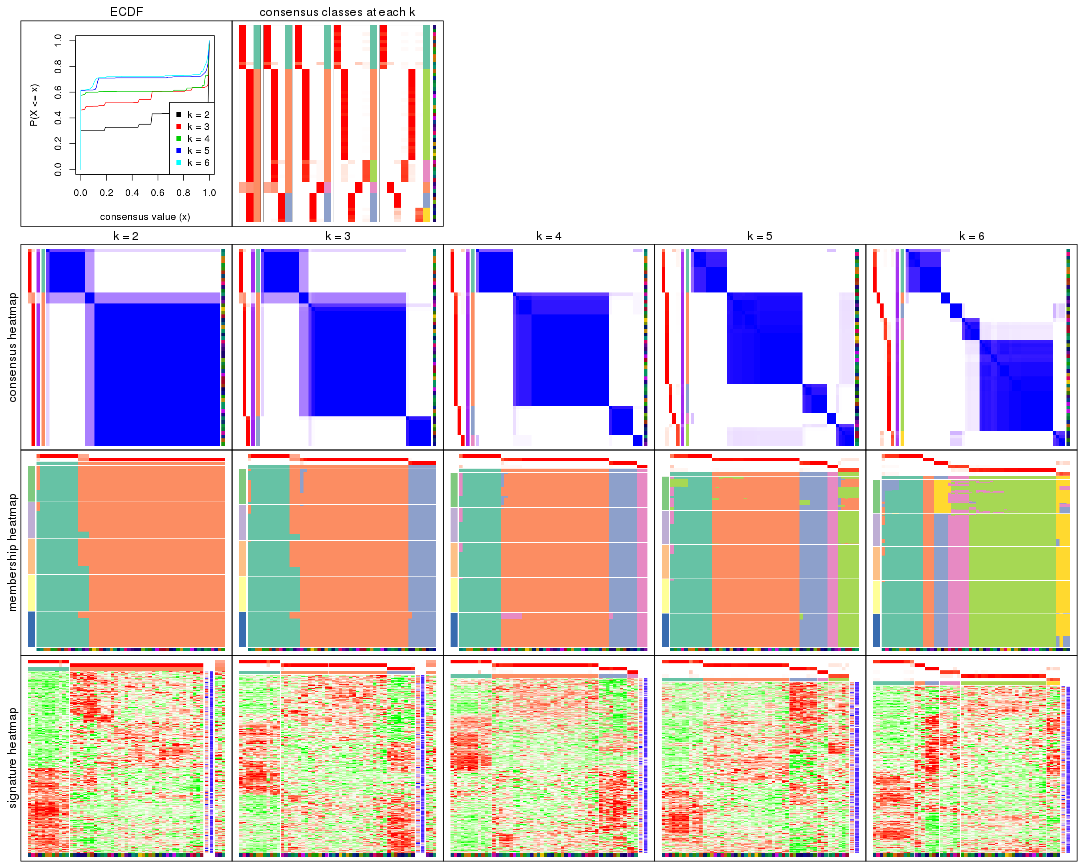 ECDF
consensus classes at each k
P(X <= x)
0.0 0.2 0.4 0.6 0.8 1.0
k = 2
k = 3
k = 4
k = 5
k = 6
0.0 0.2 0.4 0.6 0.8 1.0
consensus value (x)
k = 2
k = 3
k = 4
k = 5
k = 6
consensus heatmap
membership heatmap
signature heatmap